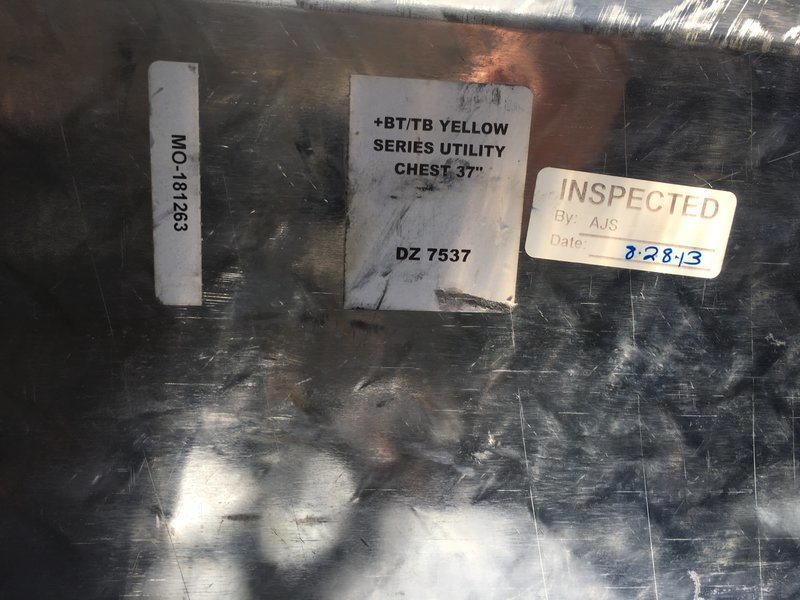 MO-181263
+BT/TB YELLOW
SERIES UTILITY
CHEST 37"
DZ 7537
INSPECTED
By: AJS
Date: 8-28-13